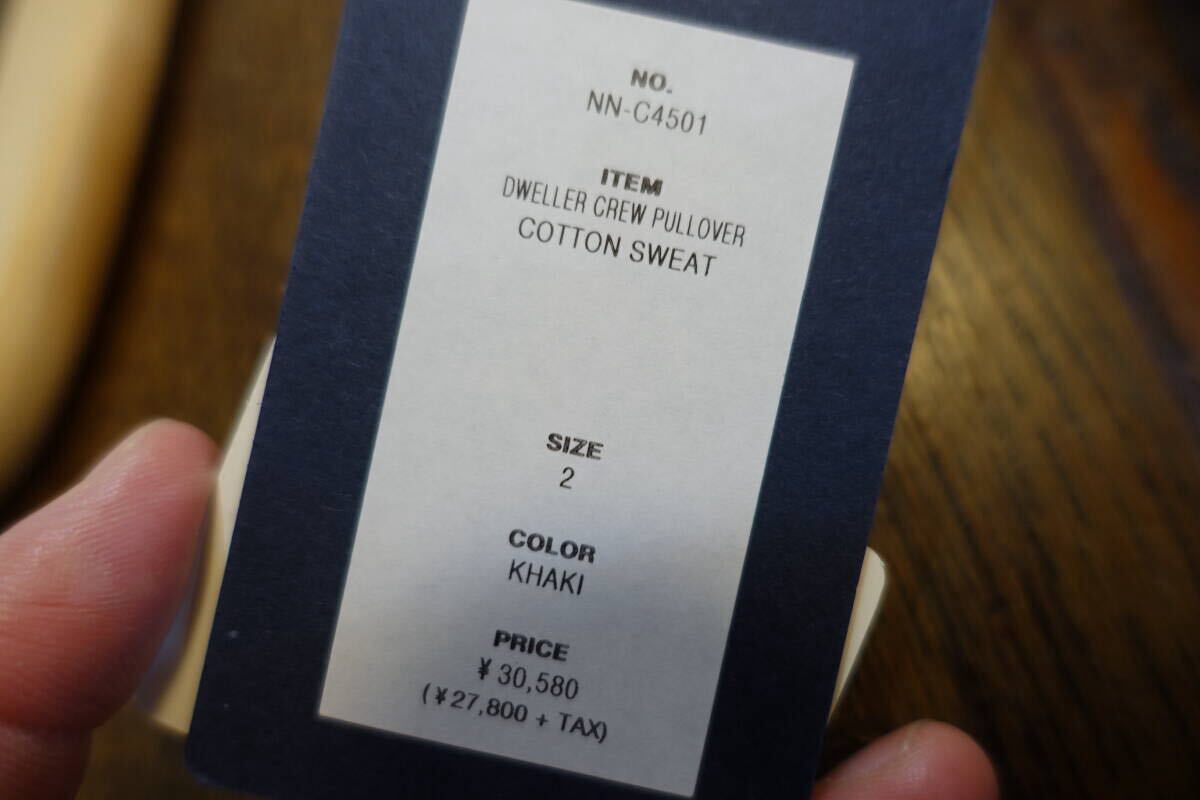 NO.
NN-C4501
ITEM
DWELLER CREW PULLOVER
COTTON SWEAT
SIZE
2
COLOR
KHAKI
PRICE
¥30,580
(¥27,800 + TAX)